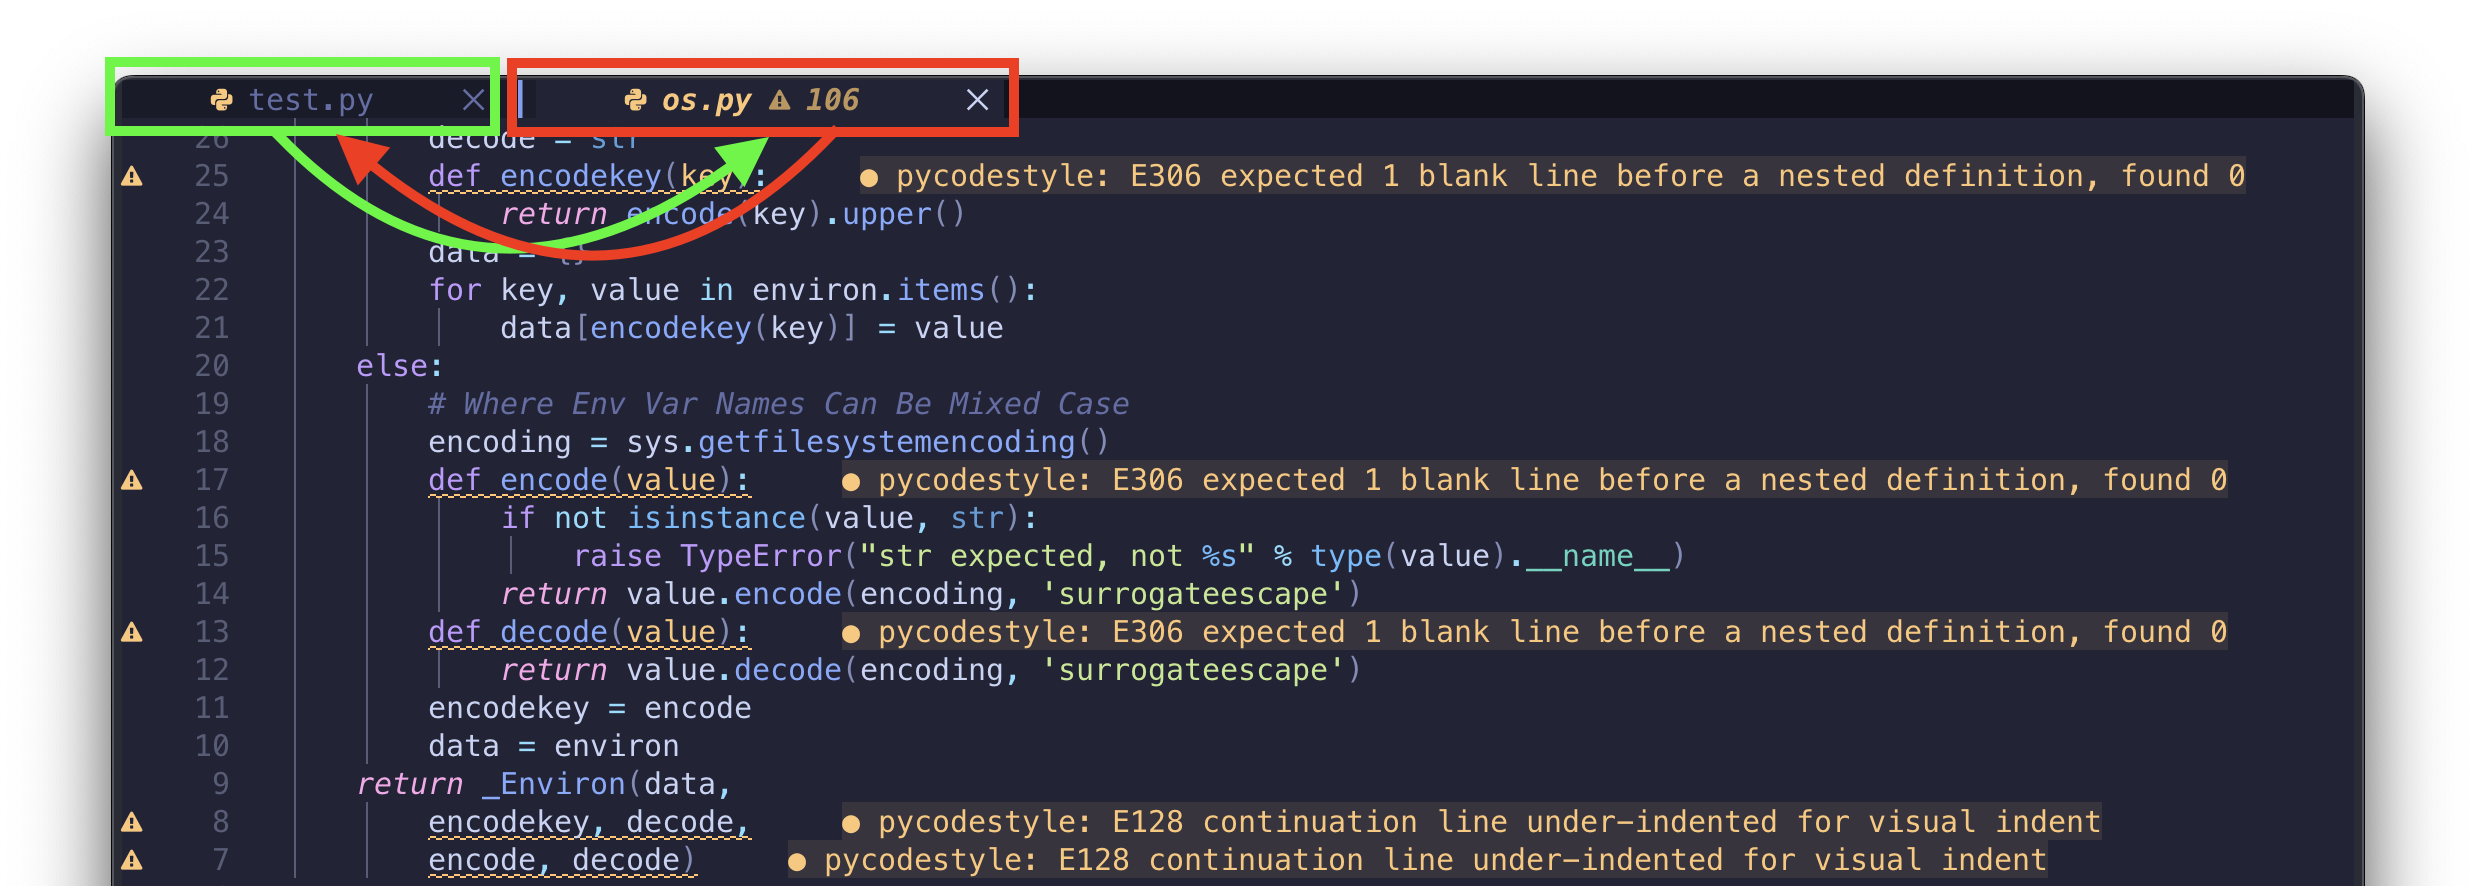 test.py
os.py 106
26 decode = str
25 def encodekey(key): ● pycodestyle: E306 expected 1 blank line before a nested definition, found 0
24 return encode(key).upper()
23 data = {}
22 for key, value in environ.items():
21 data[encodekey(key)] = value
20 else:
19 # Where Env Var Names Can Be Mixed Case
18 encoding = sys.getfilesystemencoding()
17 def encode(value): ● pycodestyle: E306 expected 1 blank line before a nested definition, found 0
16 if not isinstance(value, str):
15 raise TypeError("str expected, not %s" % type(value).__name__)
14 return value.encode(encoding, 'surrogateescape')
13 def decode(value): ● pycodestyle: E306 expected 1 blank line before a nested definition, found 0
12 return value.decode(encoding, 'surrogateescape')
11 encodekey = encode
10 data = environ
9 return _Environ(data,
8 encodekey, decode, ● pycodestyle: E128 continuation line under-indented for visual indent
7 encode, decode) ● pycodestyle: E128 continuation line under-indented for visual indent